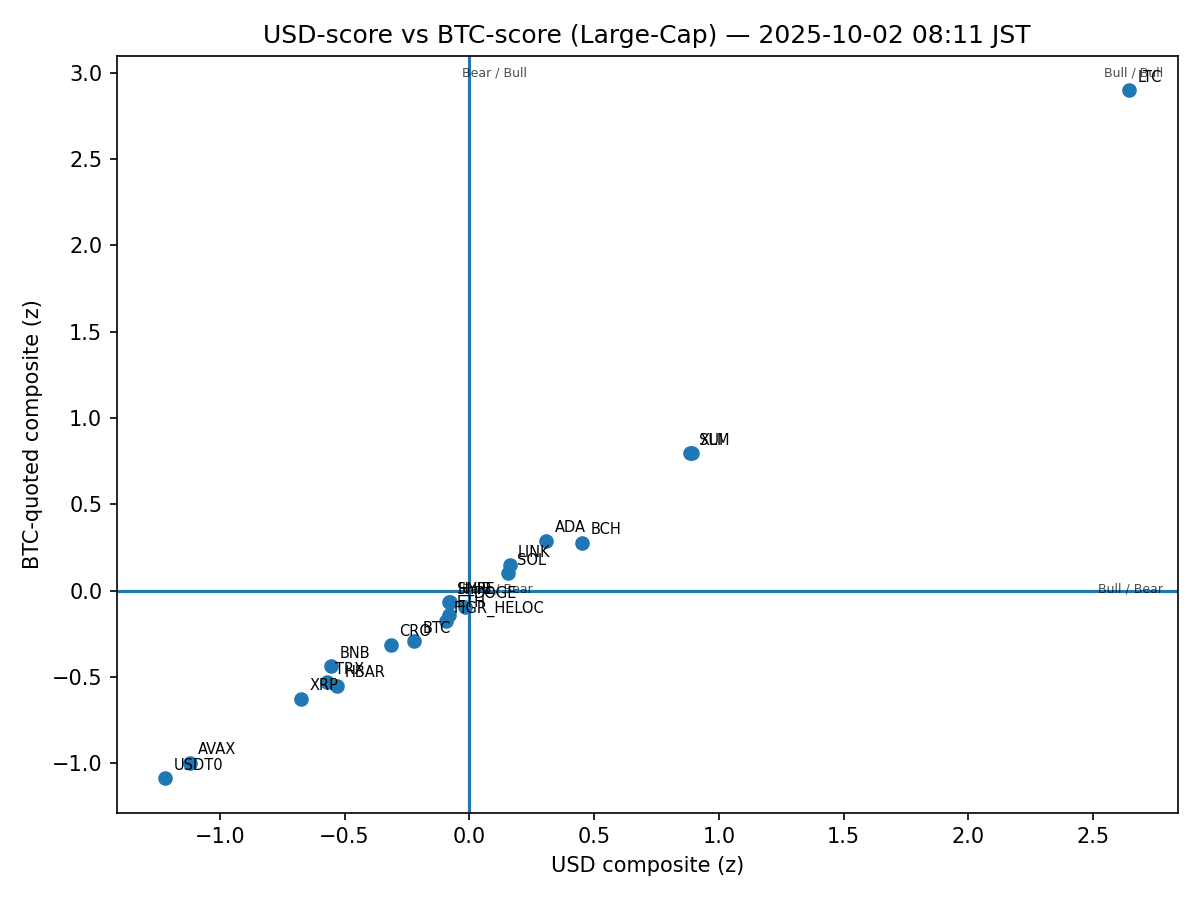 USD-score vs BTC-score (Large-Cap) — 2025-10-02 08:11 JST
Bear / Bull
Bull / Bull
LTC
3.0
2.5
2.0
1.5
1.0
0.5
0.0
−0.5
−1.0
BTC-quoted composite (z)
XLM
ADA
BCH
LINK
SOL
/ Bear
Bull / Bear
DOGE
ETH
FIGR_HELOC
CRO
BTC
BNB
TRX
HBAR
XRP
AVAX
USDT0
−1.0
−0.5
0.0
0.5
1.0
1.5
2.0
2.5
USD composite (z)